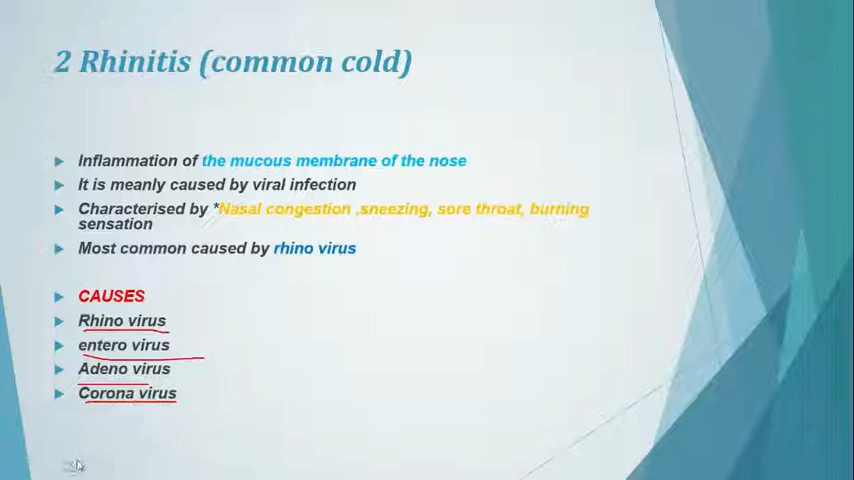 2 Rhinitis (common cold)
Inflammation of the mucous membrane of the nose
It is meanly caused by viral infection
Characterised by *Nasal congestion ,sneezing, sore throat, burning
sensation
Most common caused by rhino virus
CAUSES
Rhino virus
entero virus
Adeno virus
Corona virus